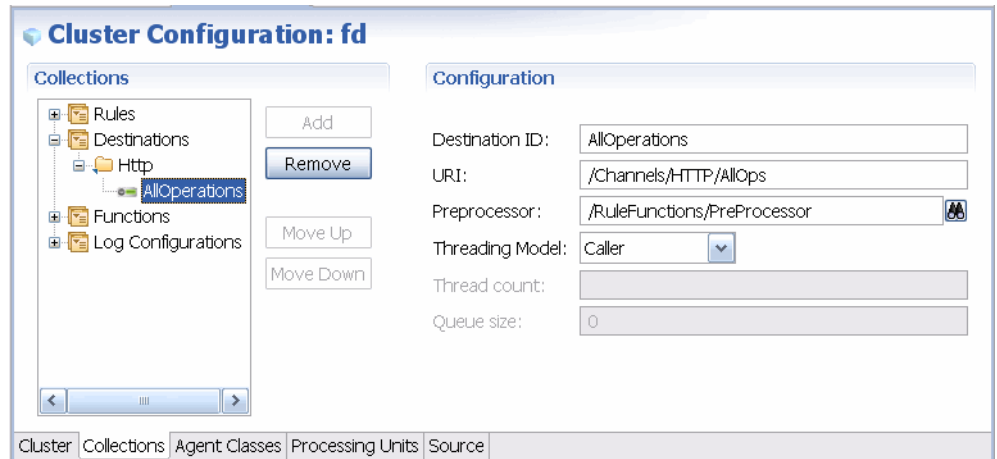 Cluster Configuration: fd
Collections
Rules
Destinations
Http
AllOperations
Functions
Log Configurations
Add
Remove
Move Up
Move Down
Configuration
Destination ID: AllOperations
URI: /Channels/HTTP/AllOps
Preprocessor: /RuleFunctions/PreProcessor
Threading Model: Caller
Thread count:
Queue size: 0
Cluster Collections Agent Classes Processing Units Source